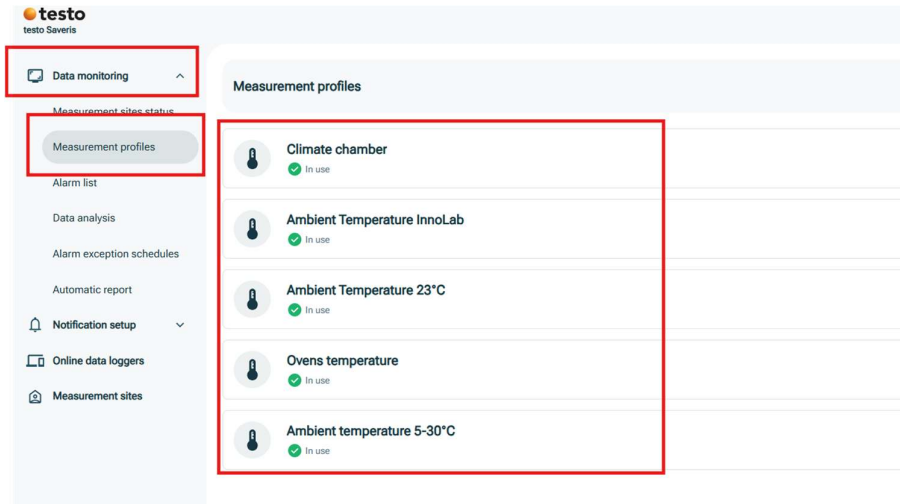 testo
testo Saveris
Data monitoring
Measurement sites status
Measurement profiles
Alarm list
Data analysis
Alarm exception schedules
Automatic report
Notification setup
Online data loggers
Measurement sites
Measurement profiles
Climate chamber
In use
Ambient Temperature InnoLab
In use
Ambient Temperature 23°C
In use
Ovens temperature
In use
Ambient temperature 5-30°C
In use